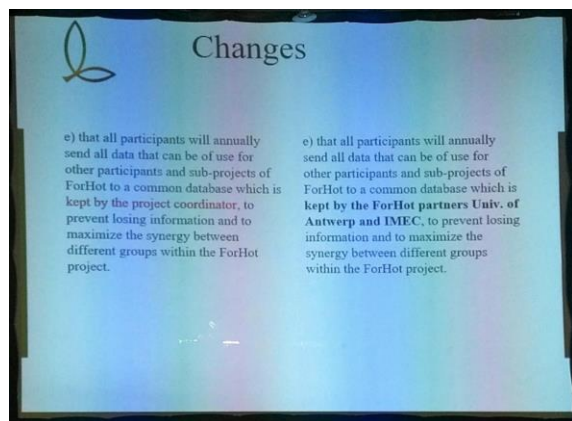 Changes
e) that all participants will annually
send all data that can be of use for
other participants and sub-projects of
ForHot to a common database which is
kept by the project coordinator, to
prevent losing information and to
maximize the synergy between
different groups within the ForHot
project.
e) that all participants will annually
send all data that can be of use for
other participants and sub-projects of
ForHot to a common database which is
kept by the ForHot partners Univ. of
Antwerp and IMEC, to prevent losing
information and to maximize the
synergy between different groups
within the ForHot project.